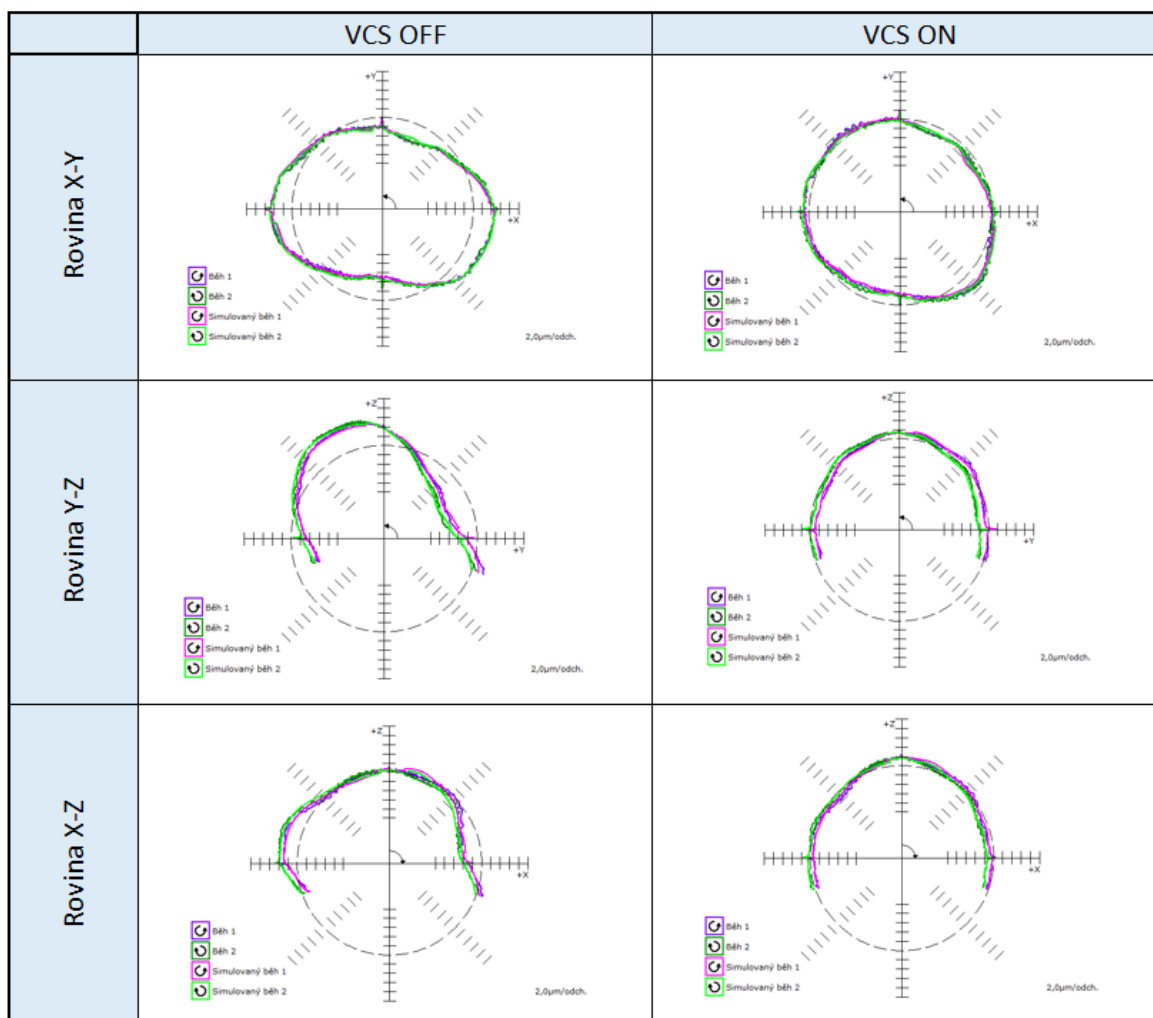 VCS OFF
VCS ON
Rovina X-Y
+Y
+X
Běh 1
Běh 2
Simulovaný běh 1
Simulovaný běh 2
2,0µm/odch.
+Y
+X
Běh 1
Běh 2
Simulovaný běh 1
Simulovaný běh 2
2,0µm/odch.
Rovina Y-Z
+Z
+Y
Běh 1
Běh 2
Simulovaný běh 1
Simulovaný běh 2
2,0µm/odch.
+Z
+Y
Běh 1
Běh 2
Simulovaný běh 1
Simulovaný běh 2
2,0µm/odch.
Rovina X-Z
+Z
+X
Běh 1
Běh 2
Simulovaný běh 1
Simulovaný běh 2
2,0µm/odch.
+Z
+X
Běh 1
Běh 2
Simulovaný běh 1
Simulovaný běh 2
2,0µm/odch.